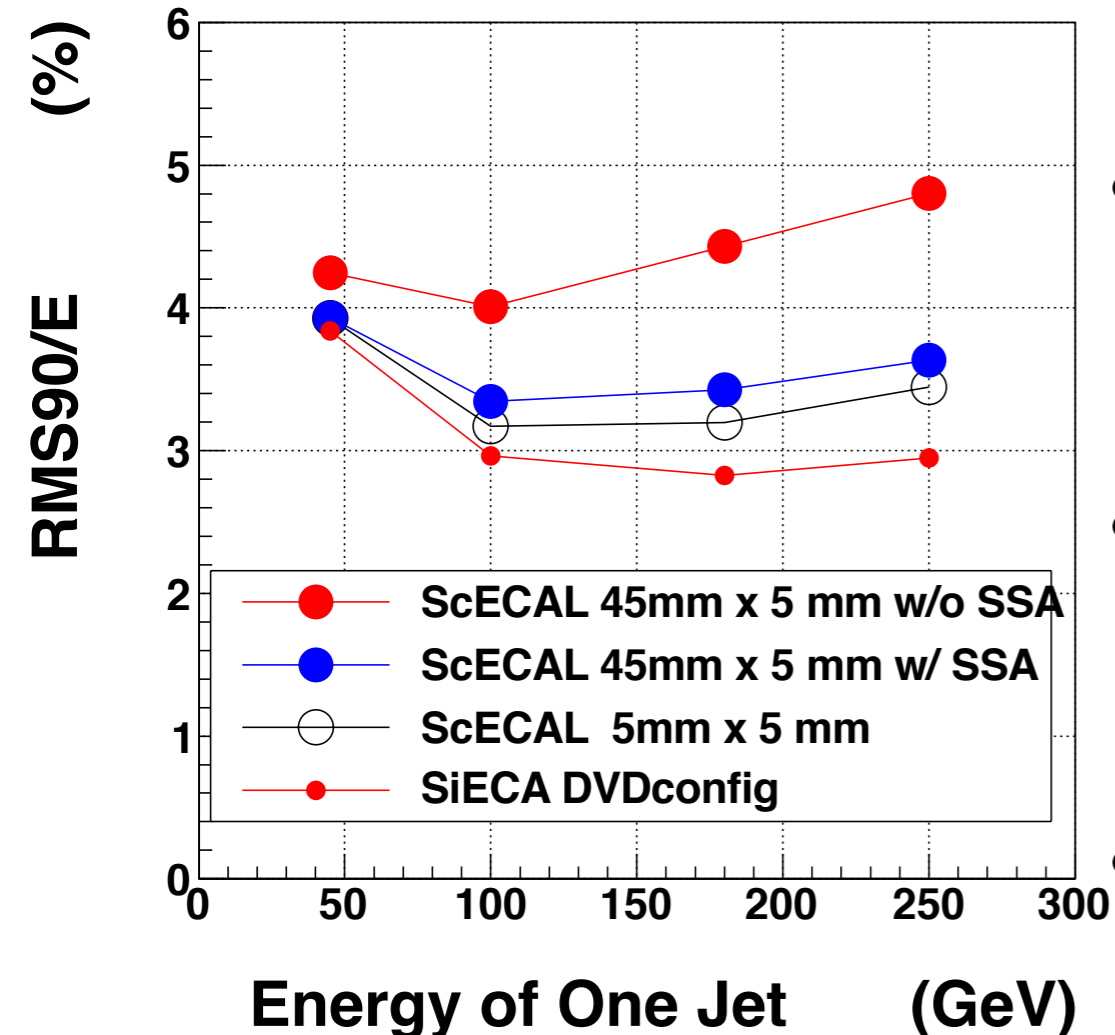 RMS90/E (%)
6
5
4
3
2
1
0
ScECAL 45mm x 5 mm w/o SSA
ScECAL 45mm x 5 mm w/ SSA
ScECAL 5mm x 5 mm
SiECA DVDconfig
0 50 100 150 200 250 300
Energy of One Jet (GeV)